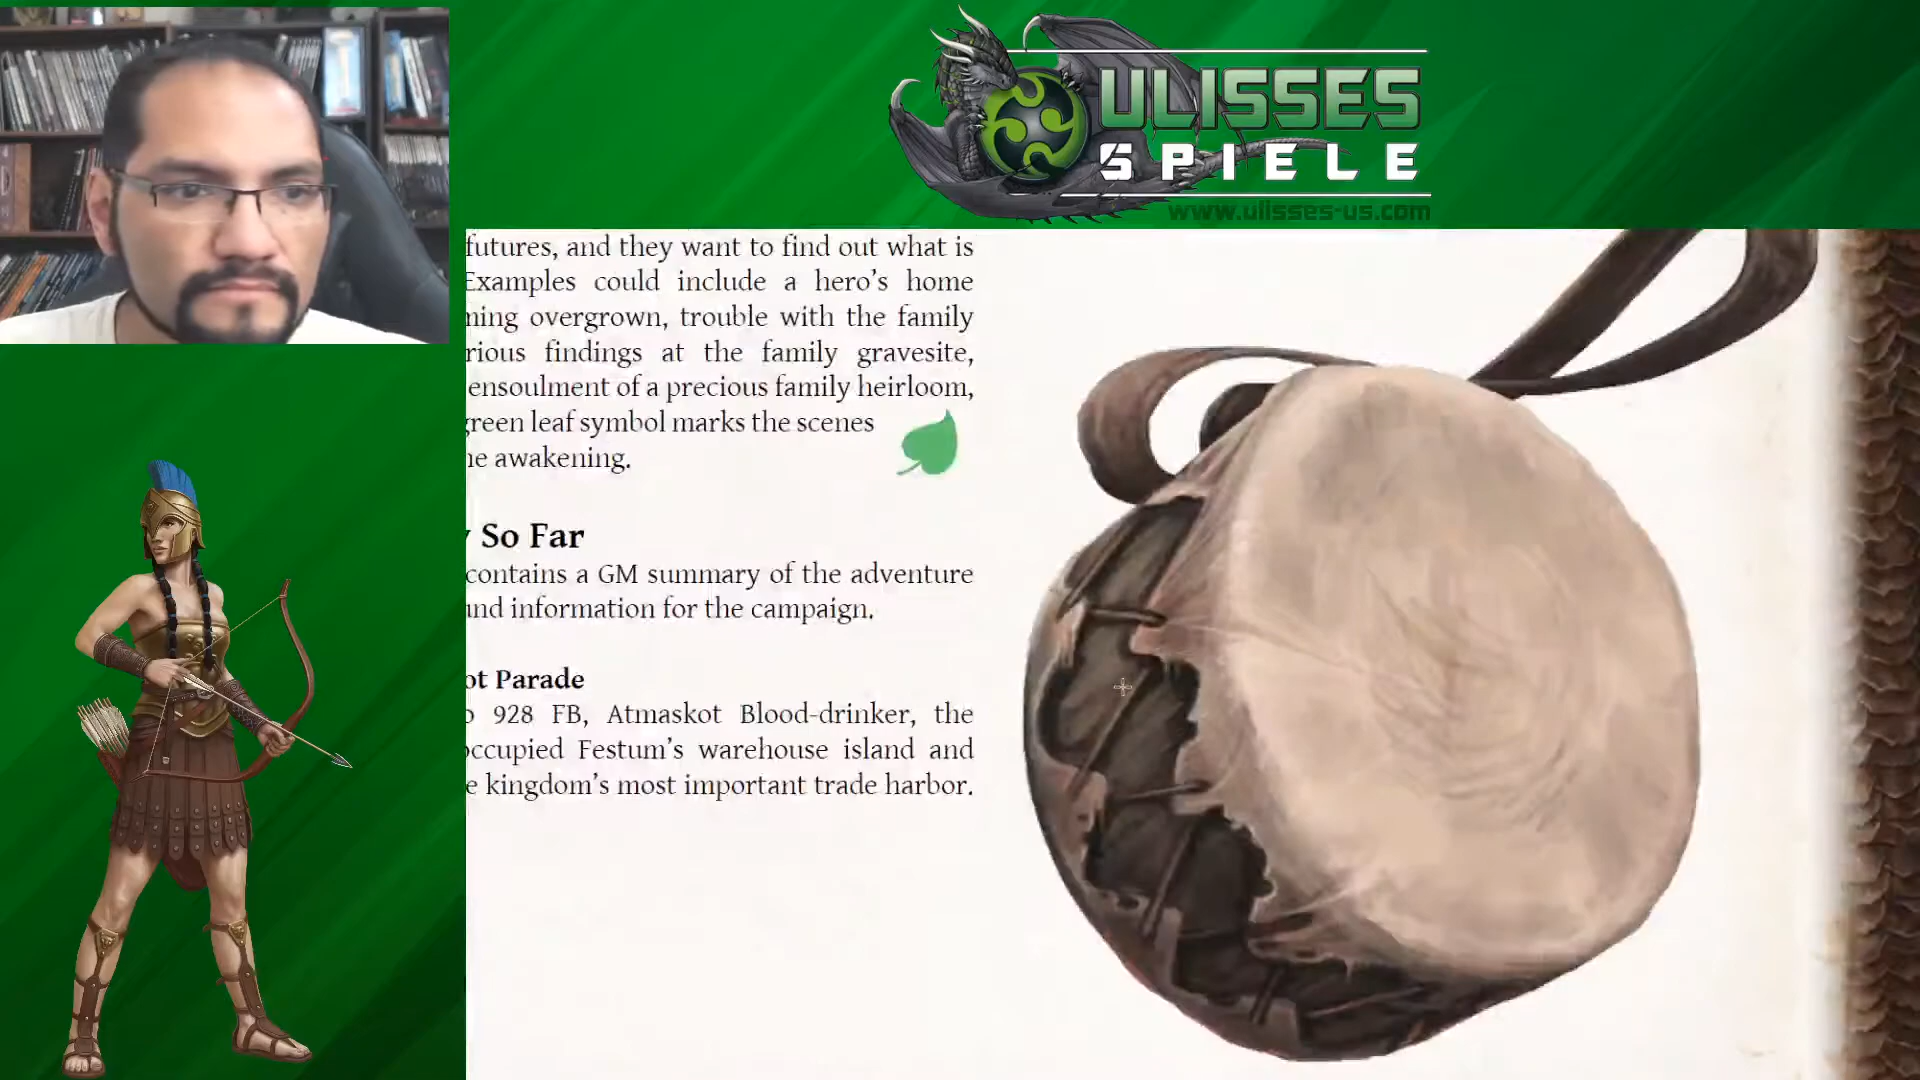 ULISSES
SPIELE
www.ulisses-us.com
futures, and they want to find out what is
Examples could include a hero's home
ning overgrown, trouble with the family
rious findings at the family gravesite,
ensoulment of a precious family heirloom,
green leaf symbol marks the scenes
he awakening.
y So Far
contains a GM summary of the adventure
und information for the campaign.
ot Parade
o 928 FB, Atmaskot Blood-drinker, the
occupied Festum's warehouse island and
e kingdom's most important trade harbor.